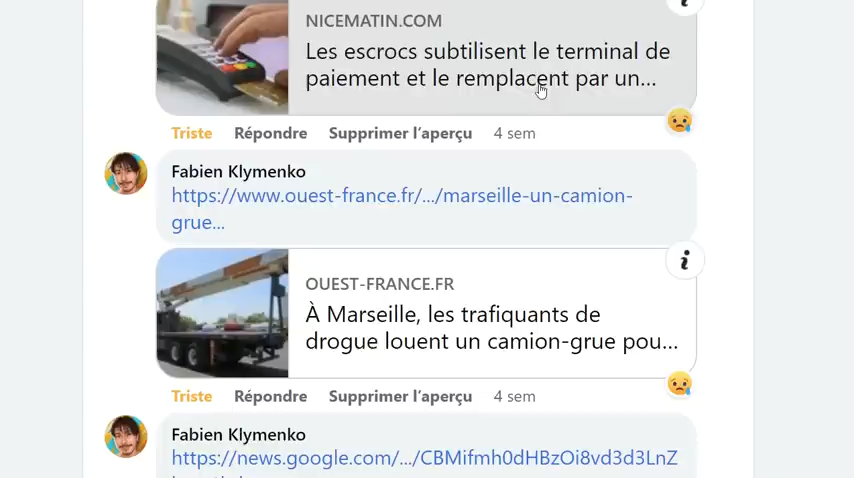 NICEMATIN.COM
Les escrocs subtilisent le terminal de
paiement et le remplacent par un...
Triste Répondre Supprimer l'aperçu 4 sem
Fabien Klymenko
https://www.ouest-france.fr/.../marseille-un-camion-
grue...
OUEST-FRANCE.FR
À Marseille, les trafiquants de
drogue louent un camion-grue pou...
Triste Répondre Supprimer l'aperçu 4 sem
Fabien Klymenko
https://news.google.com/.../CBMifmh0dHBzOi8vd3d3LnZ